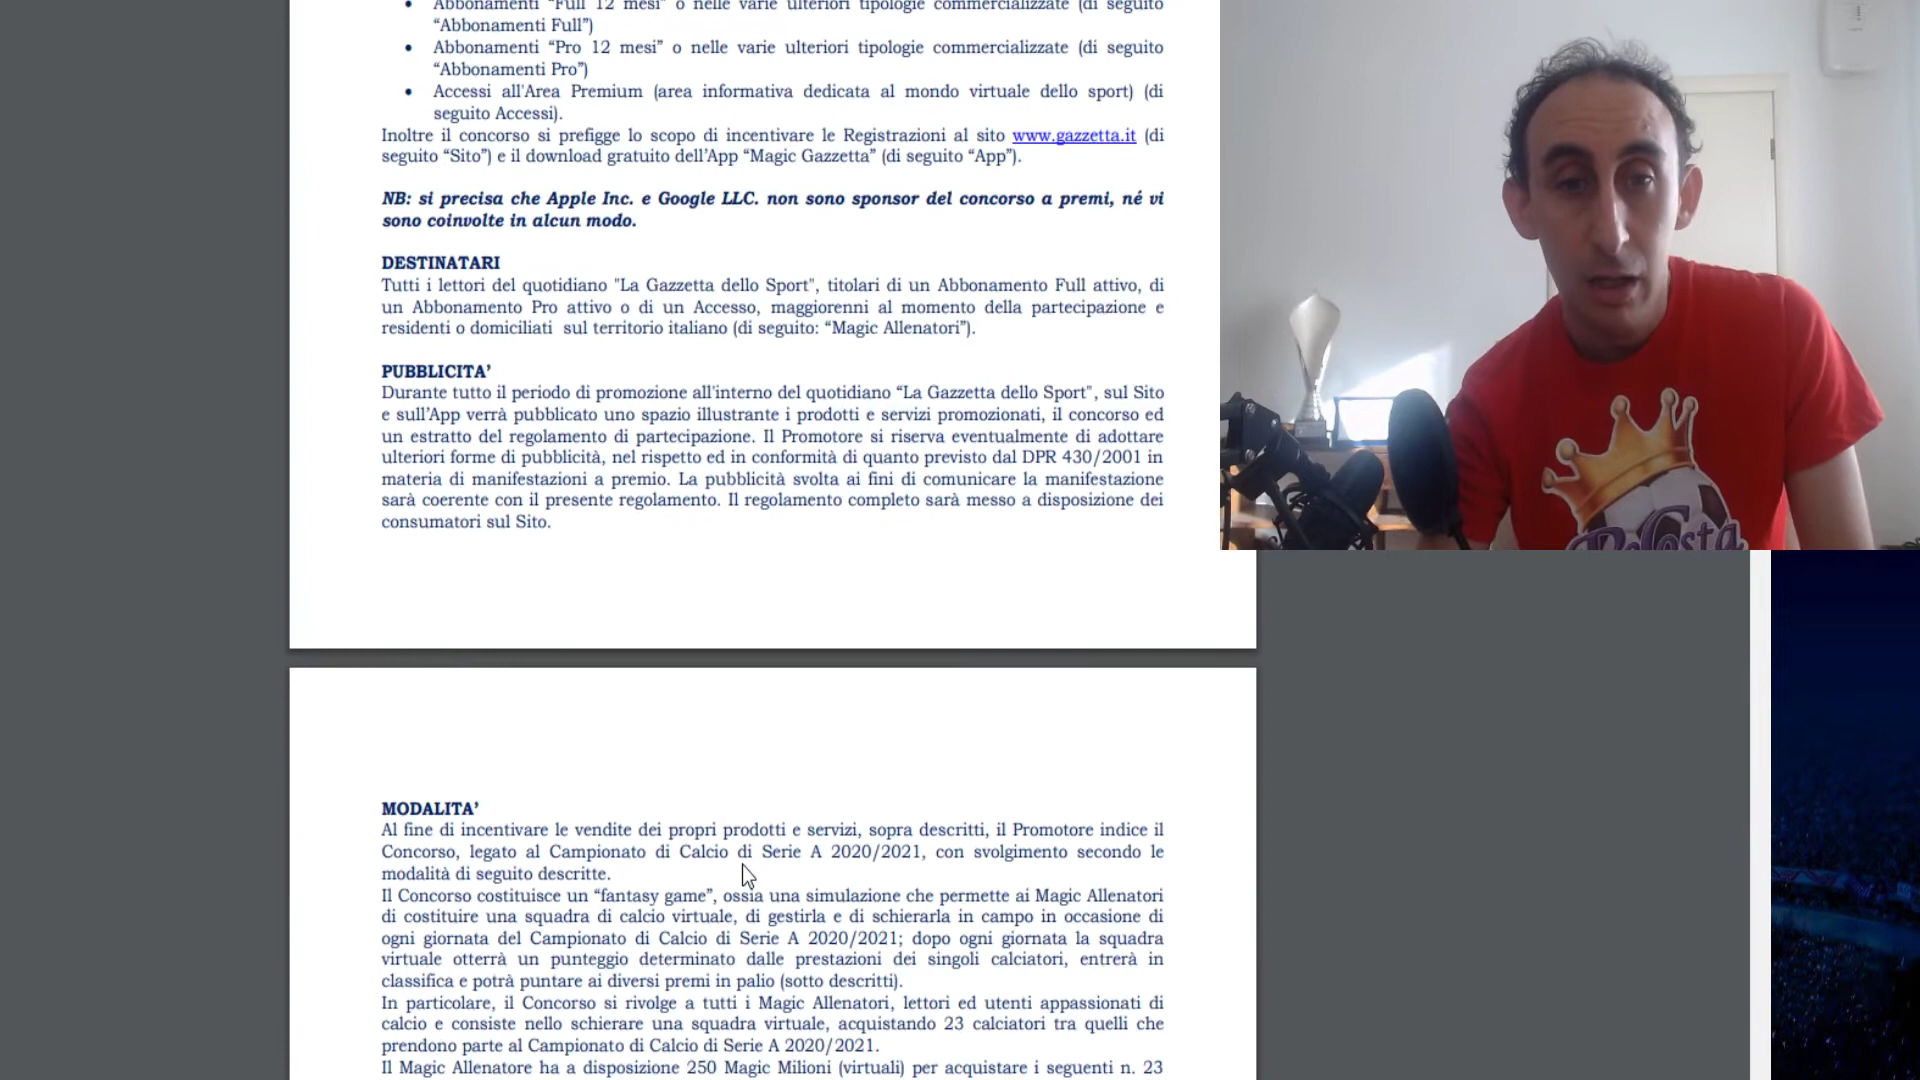 Abbonamenti “Full 12 mesi” o nelle varie ulteriori tipologie commercializzate (di seguito
“Abbonamenti Full”)
Abbonamenti “Pro 12 mesi” o nelle varie ulteriori tipologie commercializzate (di seguito
“Abbonamenti Pro”)
Accessi all'Area Premium (area informativa dedicata al mondo virtuale dello sport) (di
seguito Accessi).
Inoltre il concorso si prefigge lo scopo di incentivare le Registrazioni al sito www.gazzetta.it (di
seguito “Sito”) e il download gratuito dell’App “Magic Gazzetta” (di seguito “App”).
NB: si precisa che Apple Inc. e Google LLC. non sono sponsor del concorso a premi, né vi
sono coinvolte in alcun modo.
DESTINATARI
Tutti i lettori del quotidiano "La Gazzetta dello Sport", titolari di un Abbonamento Full attivo, di
un Abbonamento Pro attivo o di un Accesso, maggiorenni al momento della partecipazione e
residenti o domiciliati sul territorio italiano (di seguito: “Magic Allenatori”).
PUBBLICITA’
Durante tutto il periodo di promozione all'interno del quotidiano “La Gazzetta dello Sport", sul Sito
e sull’App verrà pubblicato uno spazio illustrante i prodotti e servizi promozionati, il concorso ed
un estratto del regolamento di partecipazione. Il Promotore si riserva eventualmente di adottare
ulteriori forme di pubblicità, nel rispetto ed in conformità di quanto previsto dal DPR 430/2001 in
materia di manifestazioni a premio. La pubblicità svolta ai fini di comunicare la manifestazione
sarà coerente con il presente regolamento. Il regolamento completo sarà messo a disposizione dei
consumatori sul Sito.
MODALITA’
Al fine di incentivare le vendite dei propri prodotti e servizi, sopra descritti, il Promotore indice il
Concorso, legato al Campionato di Calcio di Serie A 2020/2021, con svolgimento secondo le
modalità di seguito descritte.
Il Concorso costituisce un “fantasy game”, ossia una simulazione che permette ai Magic Allenatori
di costituire una squadra di calcio virtuale, di gestirla e di schierarla in campo in occasione di
ogni giornata del Campionato di Calcio di Serie A 2020/2021; dopo ogni giornata la squadra
virtuale otterrà un punteggio determinato dalle prestazioni dei singoli calciatori, entrerà in
classifica e potrà puntare ai diversi premi in palio (sotto descritti).
In particolare, il Concorso si rivolge a tutti i Magic Allenatori, lettori ed utenti appassionati di
calcio e consiste nello schierare una squadra virtuale, acquistando 23 calciatori tra quelli che
prendono parte al Campionato di Calcio di Serie A 2020/2021.
Il Magic Allenatore ha a disposizione 250 Magic Milioni (virtuali) per acquistare i seguenti n. 23